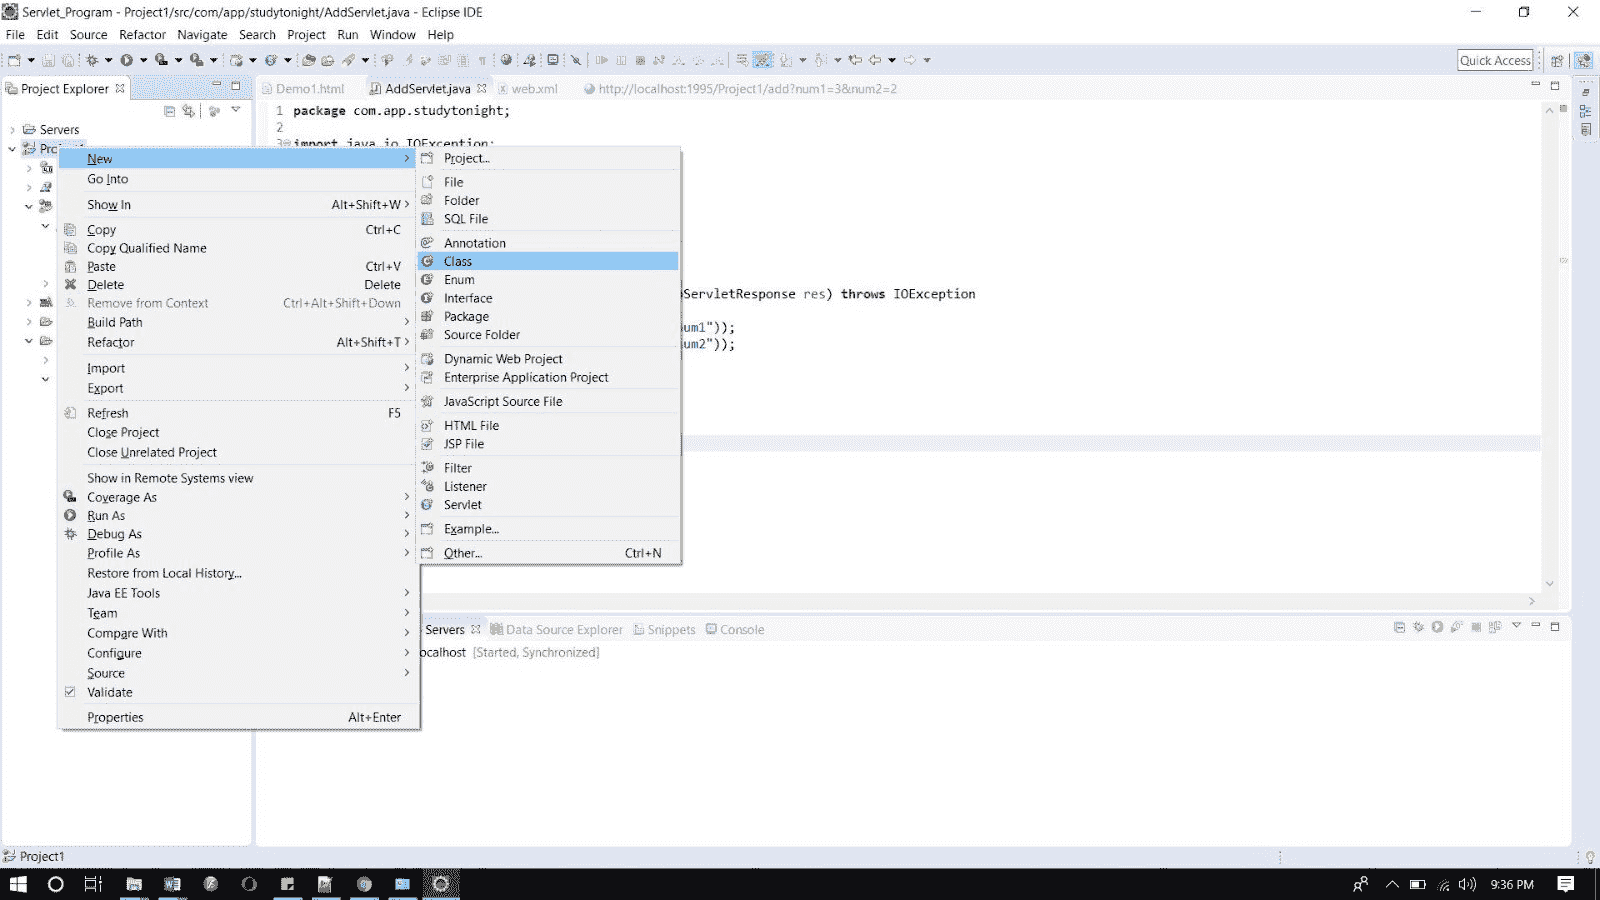 Servlet_Program - Project1/src/com/app/studytonight/AddServlet.java - Eclipse IDE
File Edit Source Refactor Navigate Search Project Run Window Help
Quick Access
Project Explorer
Demo1.html AddServlet.java web.xml http://localhost:1995/Project1/add?num1=3&num2=2
1 package com.app.studytonight;
2
3 import java.io.IOException;
Servers
New
Go Into
Show In Alt+Shift+W
Copy Ctrl+C
Copy Qualified Name
Paste Ctrl+V
Delete Delete
Remove from Context Ctrl+Alt+Shift+Down
Build Path
Refactor Alt+Shift+T
Import
Export
Refresh F5
Close Project
Close Unrelated Project
Show in Remote Systems view
Coverage As
Run As
Debug As
Profile As
Restore from Local History...
Java EE Tools
Team
Compare With
Configure
Source
Validate
Properties Alt+Enter
Project...
File
Folder
SQL File
Annotation
Class
Enum
Interface
Package
Source Folder
Dynamic Web Project
Enterprise Application Project
JavaScript Source File
HTML File
JSP File
Filter
Listener
Servlet
Example...
Other... Ctrl+N
ServletResponse res) throws IOException
um1"));
um2"));
Servers Data Source Explorer Snippets Console
ocalhost [Started, Synchronized]
Project1
9:36 PM